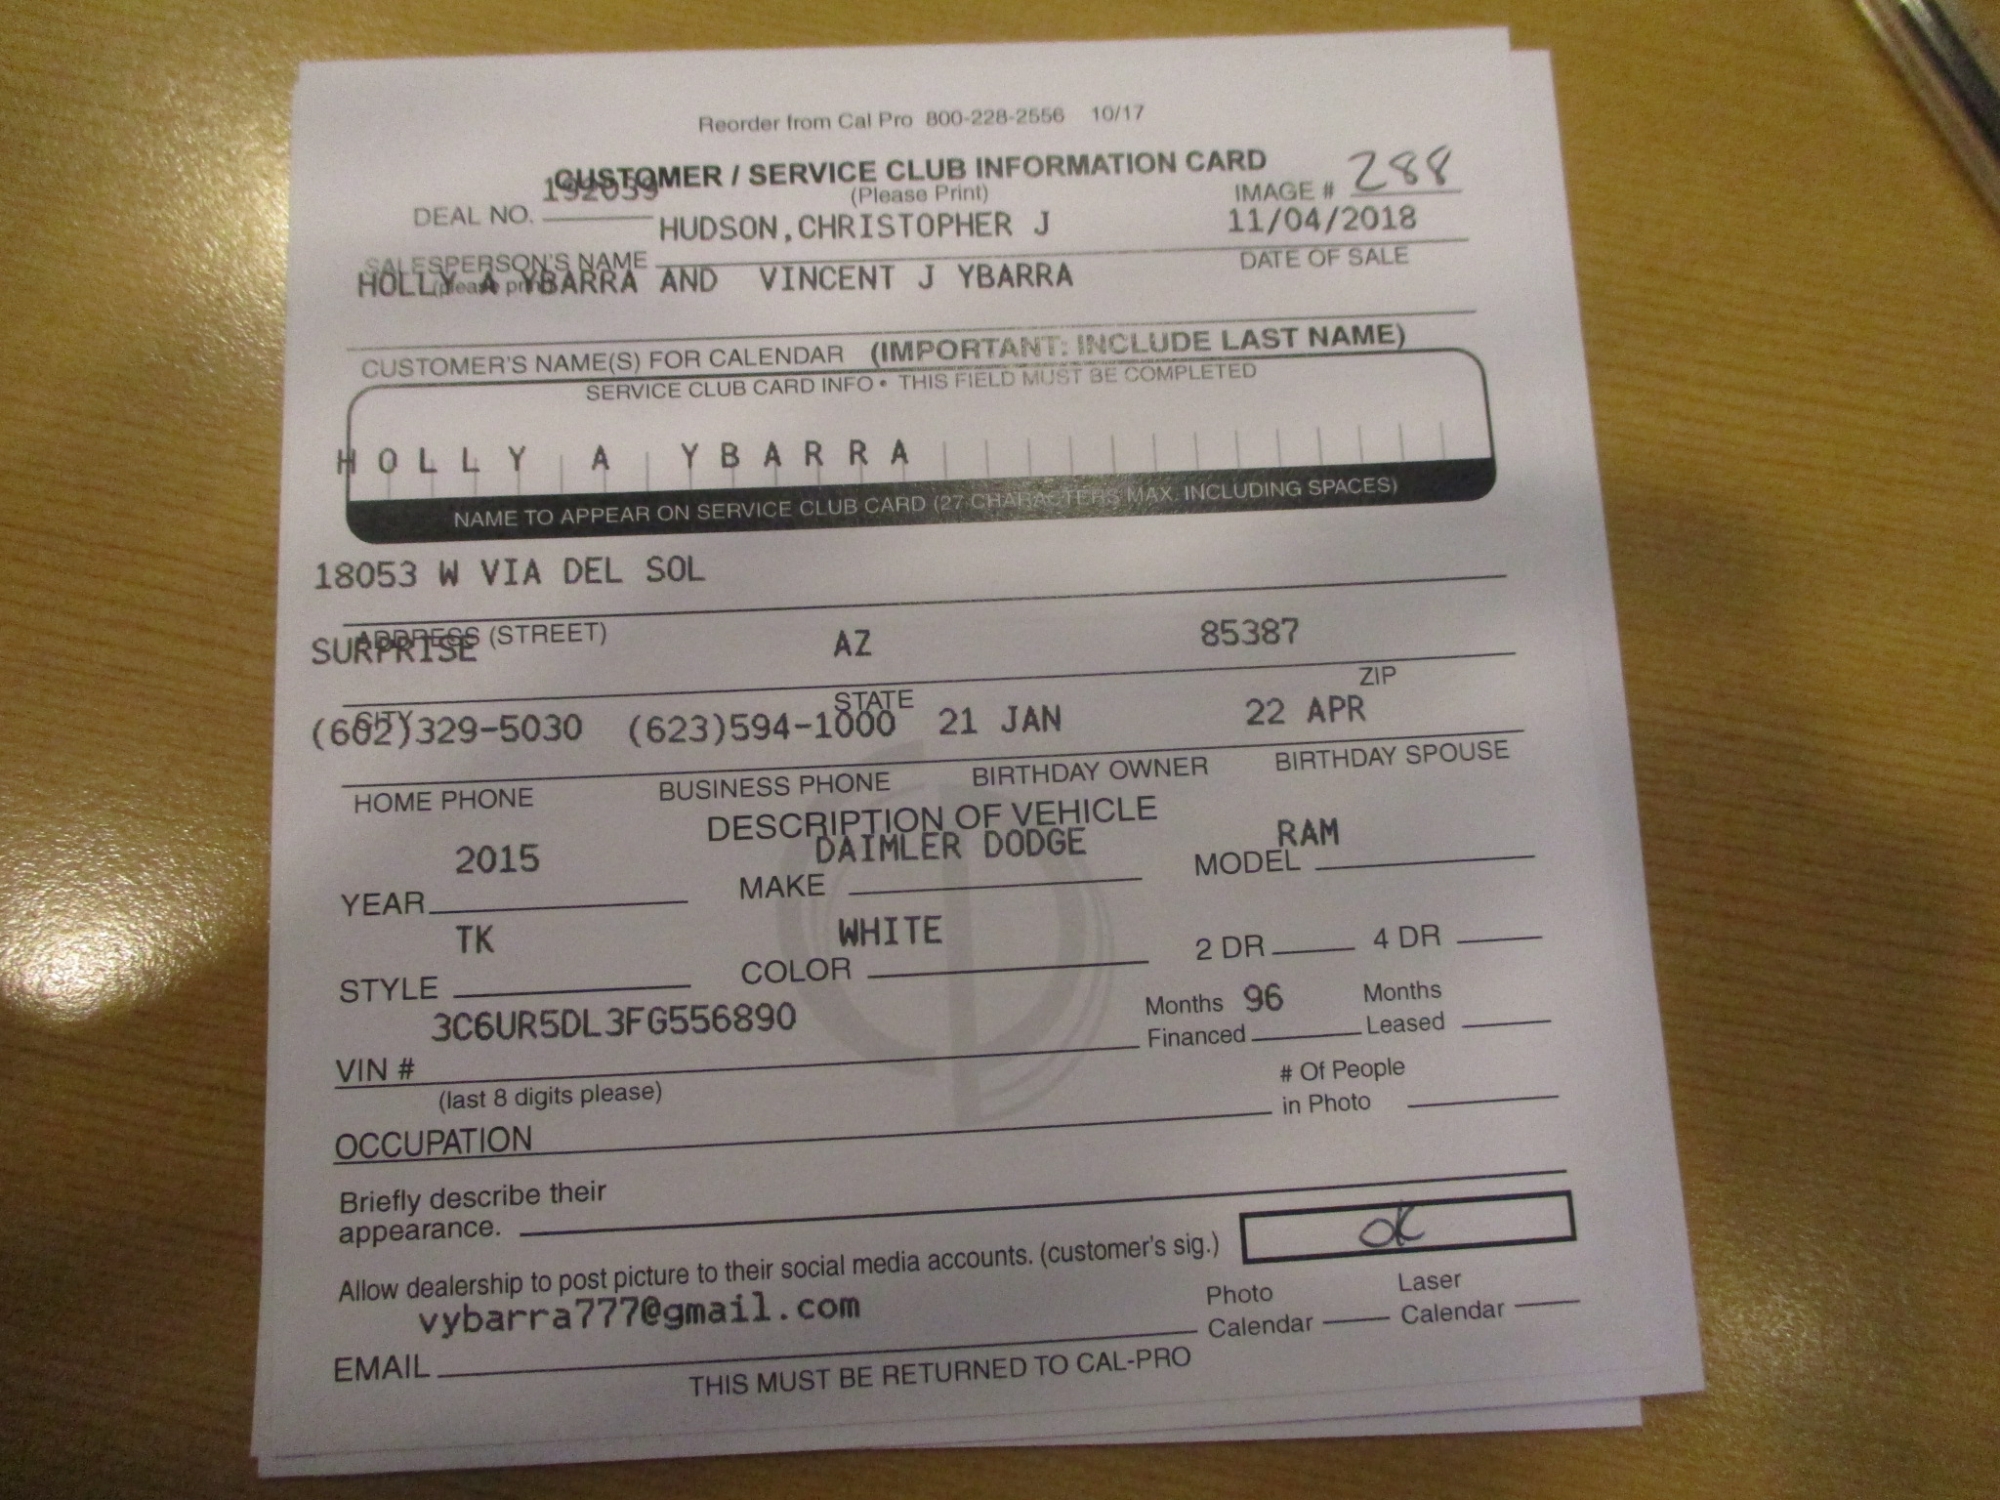 Reorder from Cal Pro 800-228-2556 10/17
CUSTOMER / SERVICE CLUB INFORMATION CARD
(Please Print)
IMAGE # 288
DEAL NO. 192039
HUDSON,CHRISTOPHER J 11/04/2018
SALESPERSON'S NAME DATE OF SALE
(please print)
HOLLY A YBARRA AND VINCENT J YBARRA
CUSTOMER'S NAME(S) FOR CALENDAR (IMPORTANT: INCLUDE LAST NAME)
SERVICE CLUB CARD INFO • THIS FIELD MUST BE COMPLETED
HOLLY A YBARRA
NAME TO APPEAR ON SERVICE CLUB CARD (27 CHARACTERS MAX. INCLUDING SPACES)
18053 W VIA DEL SOL
ADDRESS (STREET)
SURPRISE AZ 85387
CITY STATE ZIP
(602)329-5030 (623)594-1000 21 JAN 22 APR
HOME PHONE BUSINESS PHONE BIRTHDAY OWNER BIRTHDAY SPOUSE
DESCRIPTION OF VEHICLE
2015 DAIMLER DODGE RAM
YEAR MAKE MODEL
TK WHITE
STYLE COLOR 2 DR 4 DR
3C6UR5DL3FG556890
VIN #
(last 8 digits please)
Months 96 Months
Financed Leased
# Of People
in Photo
OCCUPATION
Briefly describe their
appearance.
Allow dealership to post picture to their social media accounts. (customer's sig.) OK
vybarra777@gmail.com
EMAIL
Photo Laser
Calendar Calendar
THIS MUST BE RETURNED TO CAL-PRO